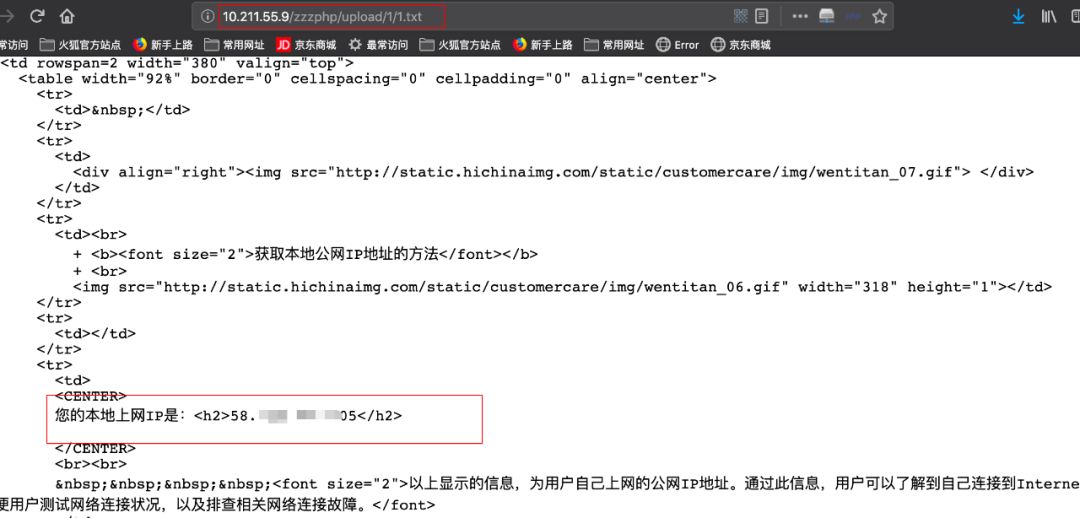 10.211.55.9/zzzphp/upload/1/1.txt
常访问 火狐官方站点 新手上路 常用网址 JD 京东商城 最常访问 火狐官方站点 新手上路 常用网址 Error 京东商城
<td rowspan=2 width="380" valign="top">
<table width="92%" border="0" cellspacing="0" cellpadding="0" align="center">
<tr>
<td>&nbsp;</td>
</tr>
<tr>
<td>
<div align="right"><img src="http://static.hichinaimg.com/static/customercare/img/wentitan_07.gif"> </div>
</td>
</tr>
<tr>
<td><br>
+ <b><font size="2">获取本地公网IP地址的方法</font></b>
+ <br>
<img src="http://static.hichinaimg.com/static/customercare/img/wentitan_06.gif" width="318" height="1"></td>
</tr>
<tr>
<td></td>
</tr>
<tr>
<td>
<CENTER>
您的本地上网IP是：<h2>58. 05</h2>
</CENTER>
<br><br>
&nbsp;&nbsp;&nbsp;&nbsp;<font size="2">以上显示的信息，为用户自己上网的公网IP地址。通过此信息，用户可以了解到自己连接到Interne
便用户测试网络连接状况，以及排查相关网络连接故障。</font>